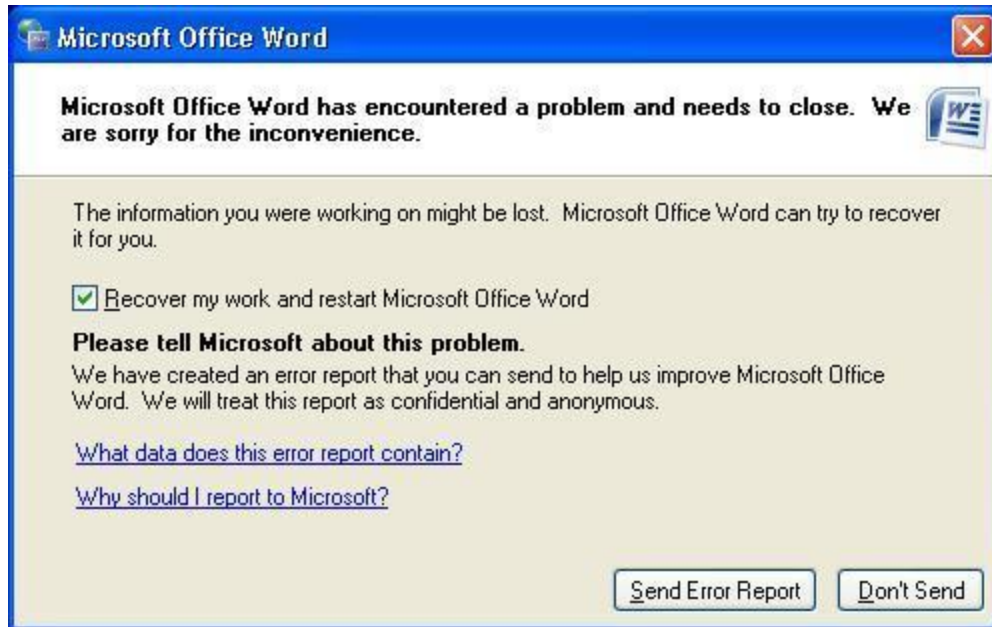 Microsoft Office Word
Microsoft Office Word has encountered a problem and needs to close.  We
are sorry for the inconvenience.
The information you were working on might be lost.  Microsoft Office Word can try to recover
it for you.
Recover my work and restart Microsoft Office Word
Please tell Microsoft about this problem.
We have created an error report that you can send to help us improve Microsoft Office
Word.  We will treat this report as confidential and anonymous.
What data does this error report contain?
Why should I report to Microsoft?
Send Error Report
Don't Send